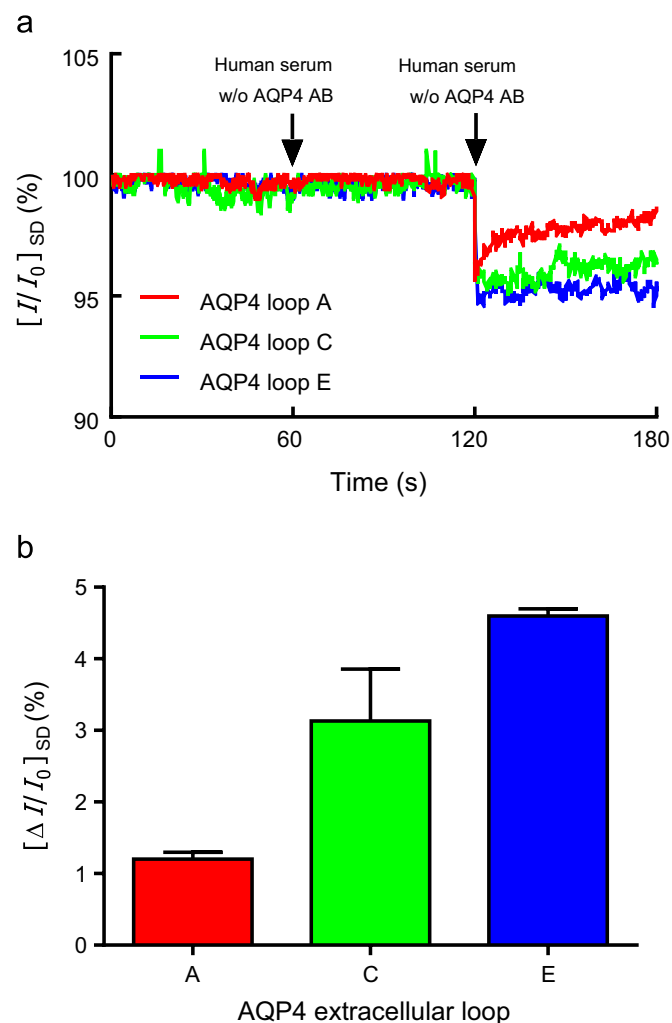 a
105
100
95
90
[ I/ I0 ] SD (%)
Human serum
w/o AQP4 AB
Human serum
w/o AQP4 AB
AQP4 loop A
AQP4 loop C
AQP4 loop E
0
60
120
180
Time (s)
b
5
4
3
2
1
0
[ Δ I/ I0 ] SD (%)
A
C
E
AQP4 extracellular loop